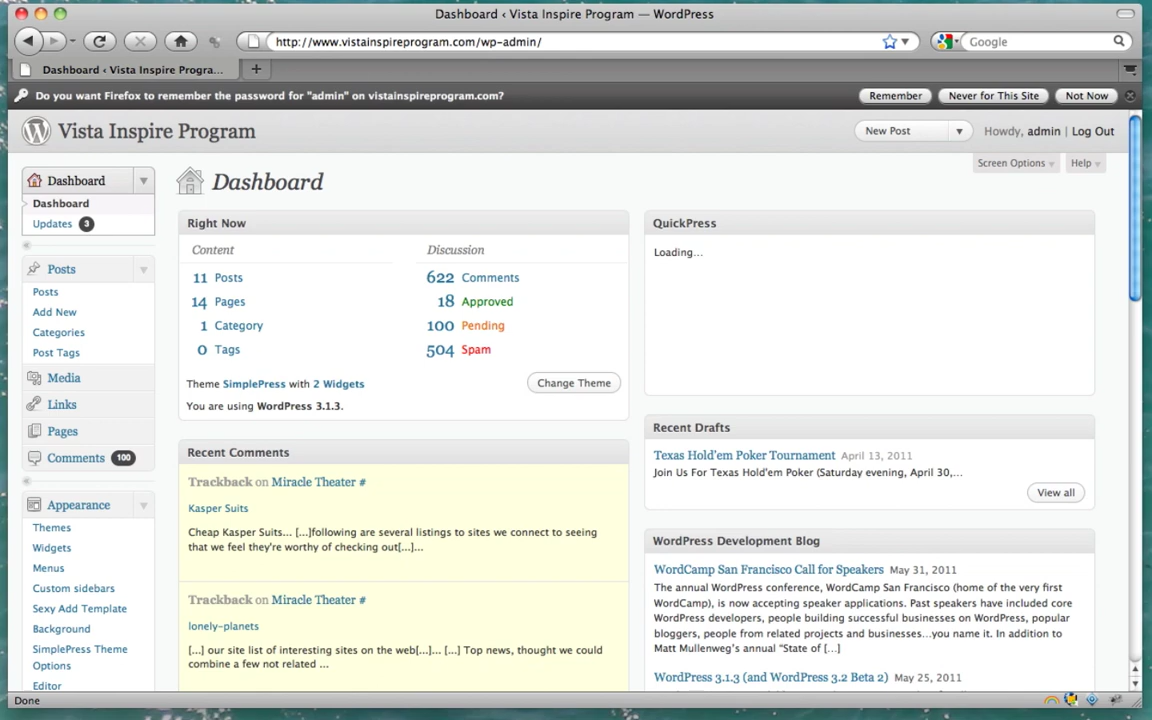 Dashboard ‹ Vista Inspire Program — WordPress
http://www.vistainspireprogram.com/wp-admin/
Google
Dashboard ‹ Vista Inspire Progra...
Do you want Firefox to remember the password for "admin" on vistainspireprogram.com?
Remember
Never for This Site
Not Now
Vista Inspire Program
New Post
Howdy, admin | Log Out
Screen Options
Help
Dashboard
Dashboard
Updates 3
Posts
Posts
Add New
Categories
Post Tags
Media
Links
Pages
Comments 100
Appearance
Themes
Widgets
Menus
Custom sidebars
Sexy Add Template
Background
SimplePress Theme
Options
Editor
Dashboard
Right Now
Content
Discussion
11 Posts
622 Comments
14 Pages
18 Approved
1 Category
100 Pending
0 Tags
504 Spam
Theme SimplePress with 2 Widgets
Change Theme
You are using WordPress 3.1.3.
Recent Comments
Trackback on Miracle Theater #
Kasper Suits
Cheap Kasper Suits... [...]following are several listings to sites we connect to seeing
that we feel they're worthy of checking out[...]...
Trackback on Miracle Theater #
lonely-planets
[...] our site list of interesting sites on the web[...]... [...] Top news, thought we could
combine a few not related ...
QuickPress
Loading...
Recent Drafts
Texas Hold'em Poker Tournament April 13, 2011
Join Us For Texas Hold'em Poker (Saturday evening, April 30,...
View all
WordPress Development Blog
WordCamp San Francisco Call for Speakers May 31, 2011
The annual WordPress conference, WordCamp San Francisco (home of the very first
WordCamp), is now accepting speaker applications. Past speakers have included core
WordPress developers, people building successful businesses on WordPress, popular
bloggers, people from related projects and businesses...you name it. In addition to
Matt Mullenweg's annual "State of [...]
WordPress 3.1.3 (and WordPress 3.2 Beta 2) May 25, 2011
Done